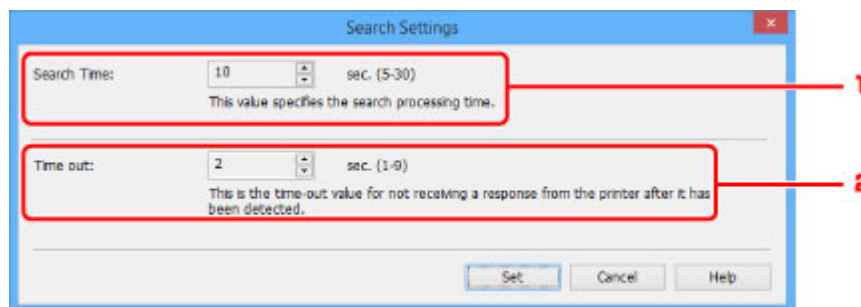 Search Settings
Search Time:
10
sec. (5-30)
This value specifies the search processing time.
1
Time out:
2
sec. (1-9)
This is the time-out value for not receiving a response from the printer after it has
been detected.
2
Set
Cancel
Help